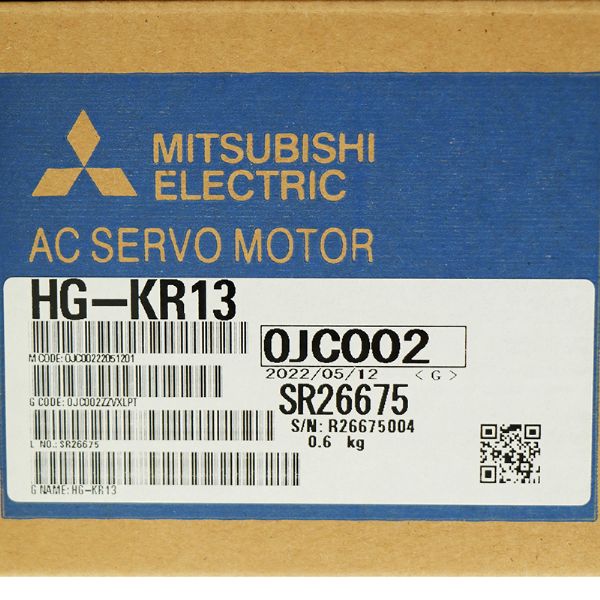 MITSUBISHI
ELECTRIC
AC SERVO MOTOR
HG-KR13
0JC002
M CODE: 0JC00222051201
2022/05/12 <G>
G CODE: 0JC002ZZVXLPT
SR26675
S/N: R26675004
L NO.: SR26675
0.6 kg
G NAME: HG-KR13